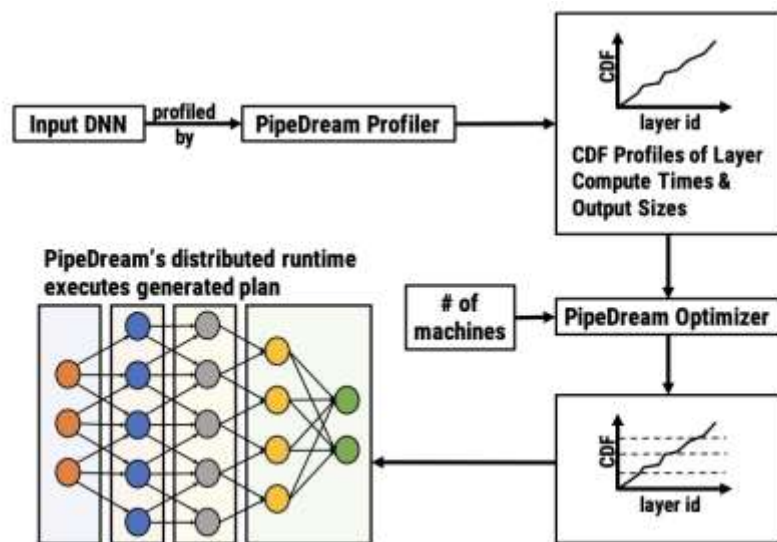 CDF
layer id
Input DNN
profiled
by
PipeDream Profiler
CDF Profiles of Layer
Compute Times &
Output Sizes
PipeDream's distributed runtime
executes generated plan
# of
machines
PipeDream Optimizer
CDF
layer id